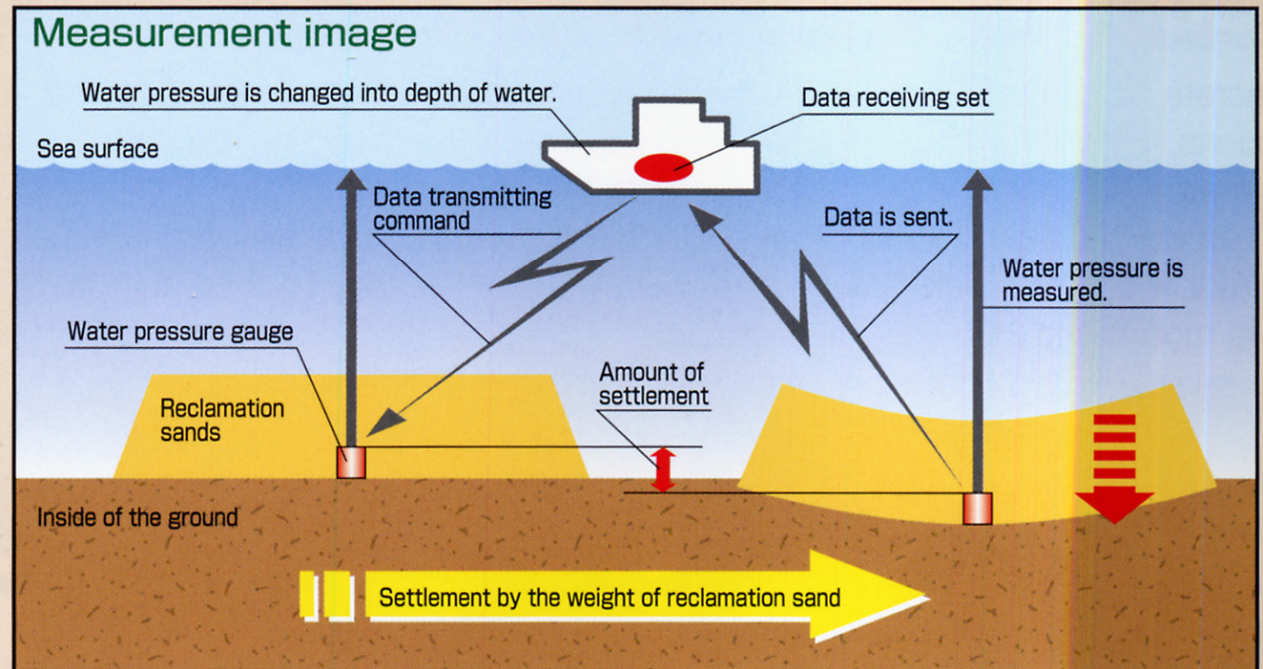 Measurement image
Water pressure is changed into depth of water.
Data receiving set
Sea surface
Data transmitting
command
Data is sent.
Water pressure is
measured.
Water pressure gauge
Amount of
settlement
Reclamation
sands
Inside of the ground
Settlement by the weight of reclamation sand